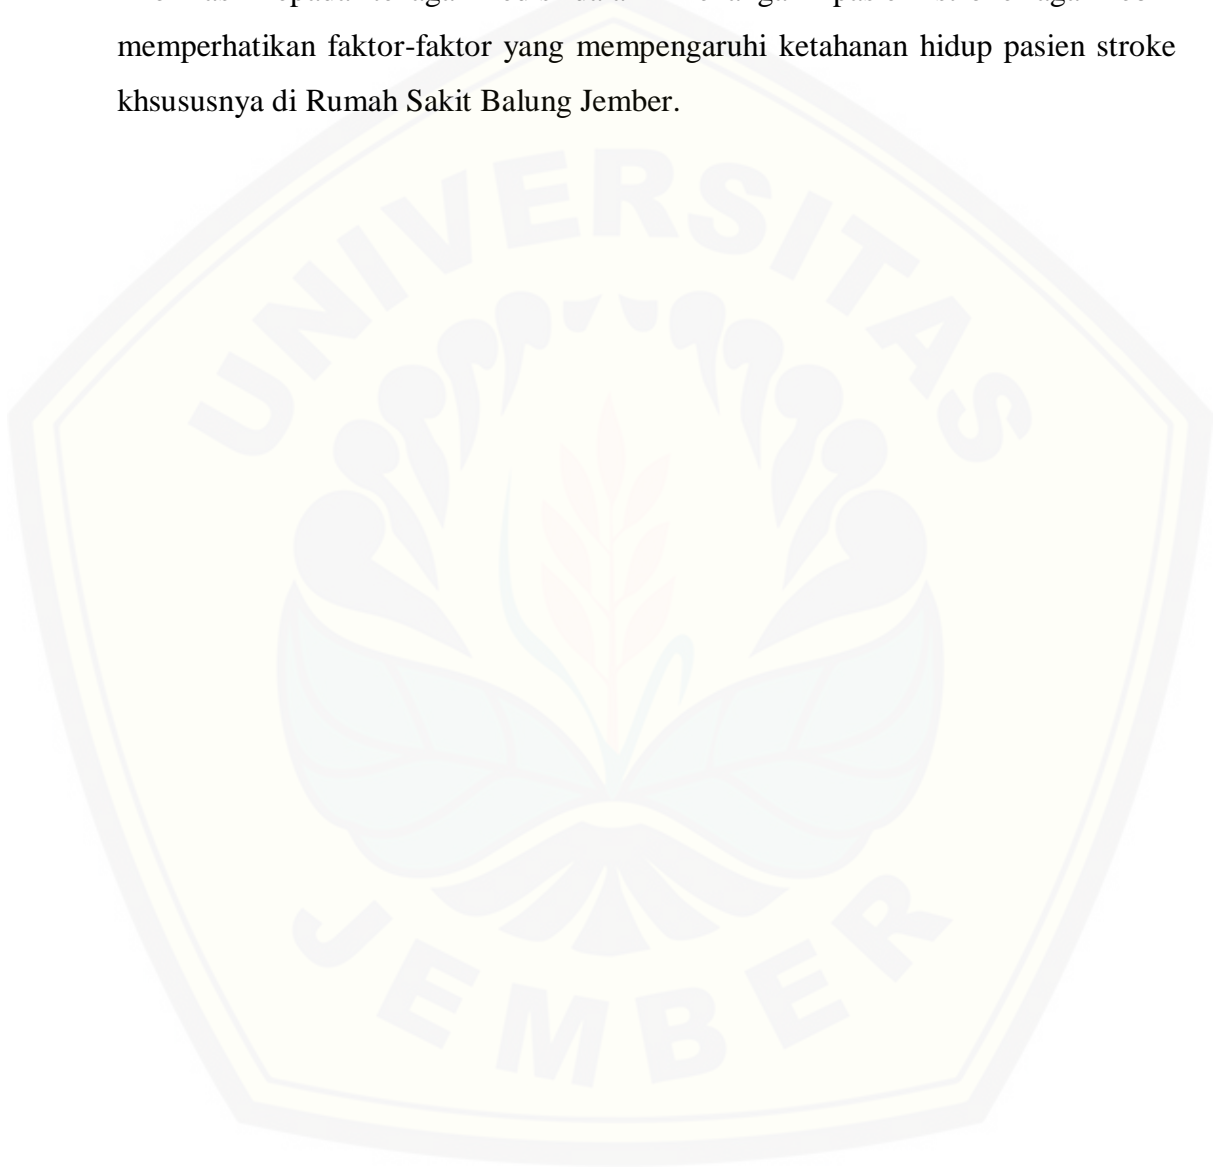 memperhatikan faktor-faktor yang mempengaruhi ketahanan hidup pasien stroke
khsususnya di Rumah Sakit Balung Jember.
UNIVERSITAS
JEMBER